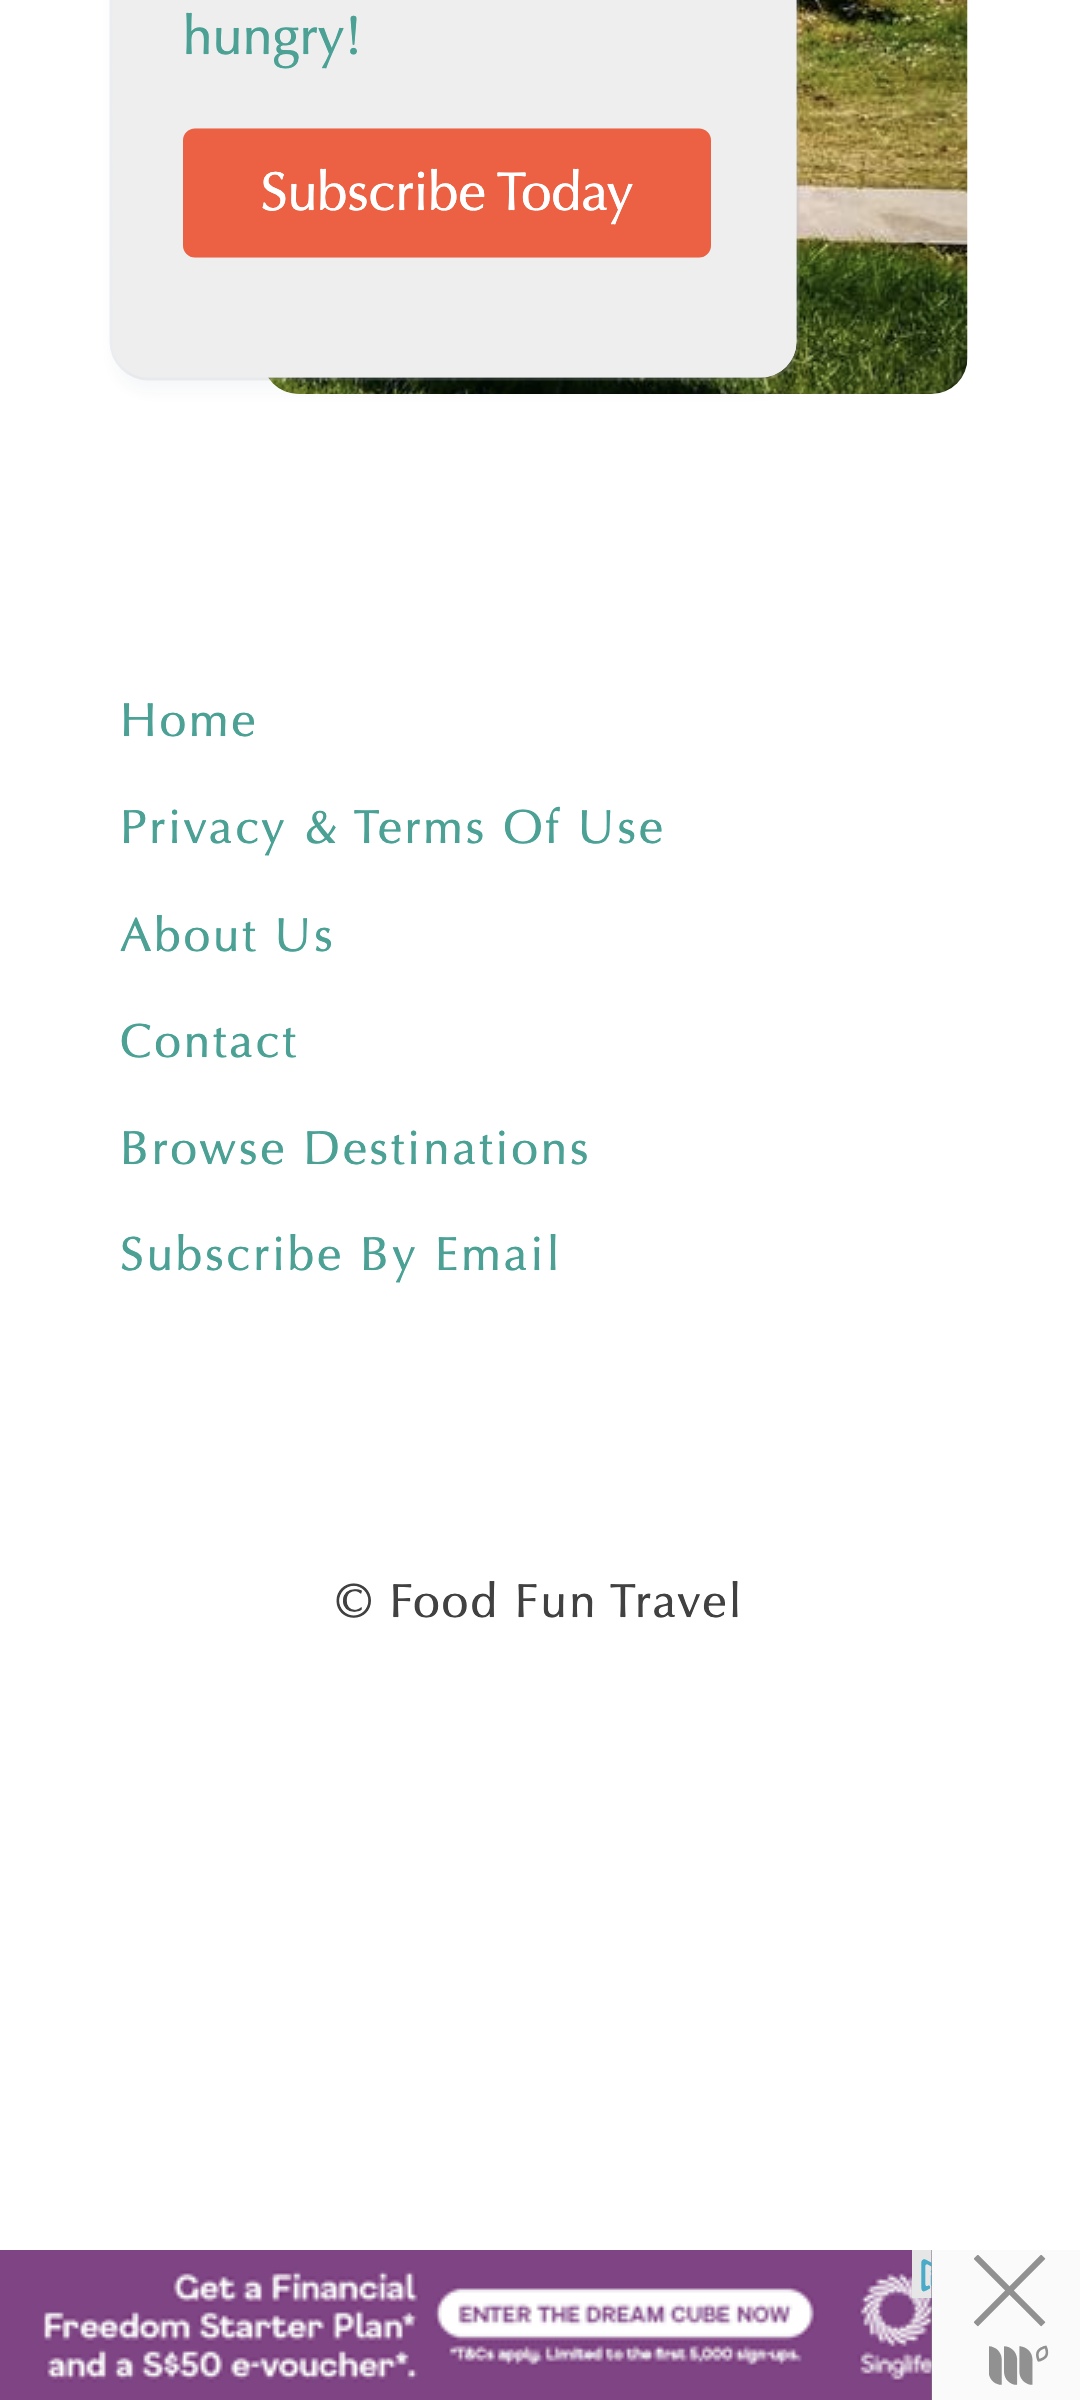 hungry!
Subscribe Today
Home
Privacy & Terms Of Use
About Us
Contact
Browse Destinations
Subscribe By Email
© Food Fun Travel
Get a Financial
Freedom Starter Plan*
and a S$50 e-voucher*.
ENTER THE DREAM CUBE NOW
*T&Cs apply. Limited to the first 5,000 sign-ups.
Singlife